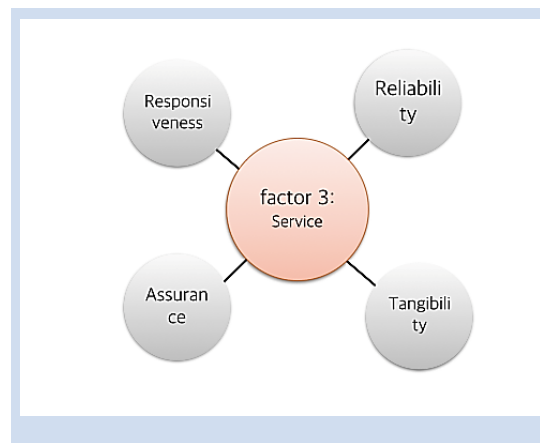 Responsi
veness
Reliabili
ty
factor 3:
Service
Assuran
ce
Tangibili
ty